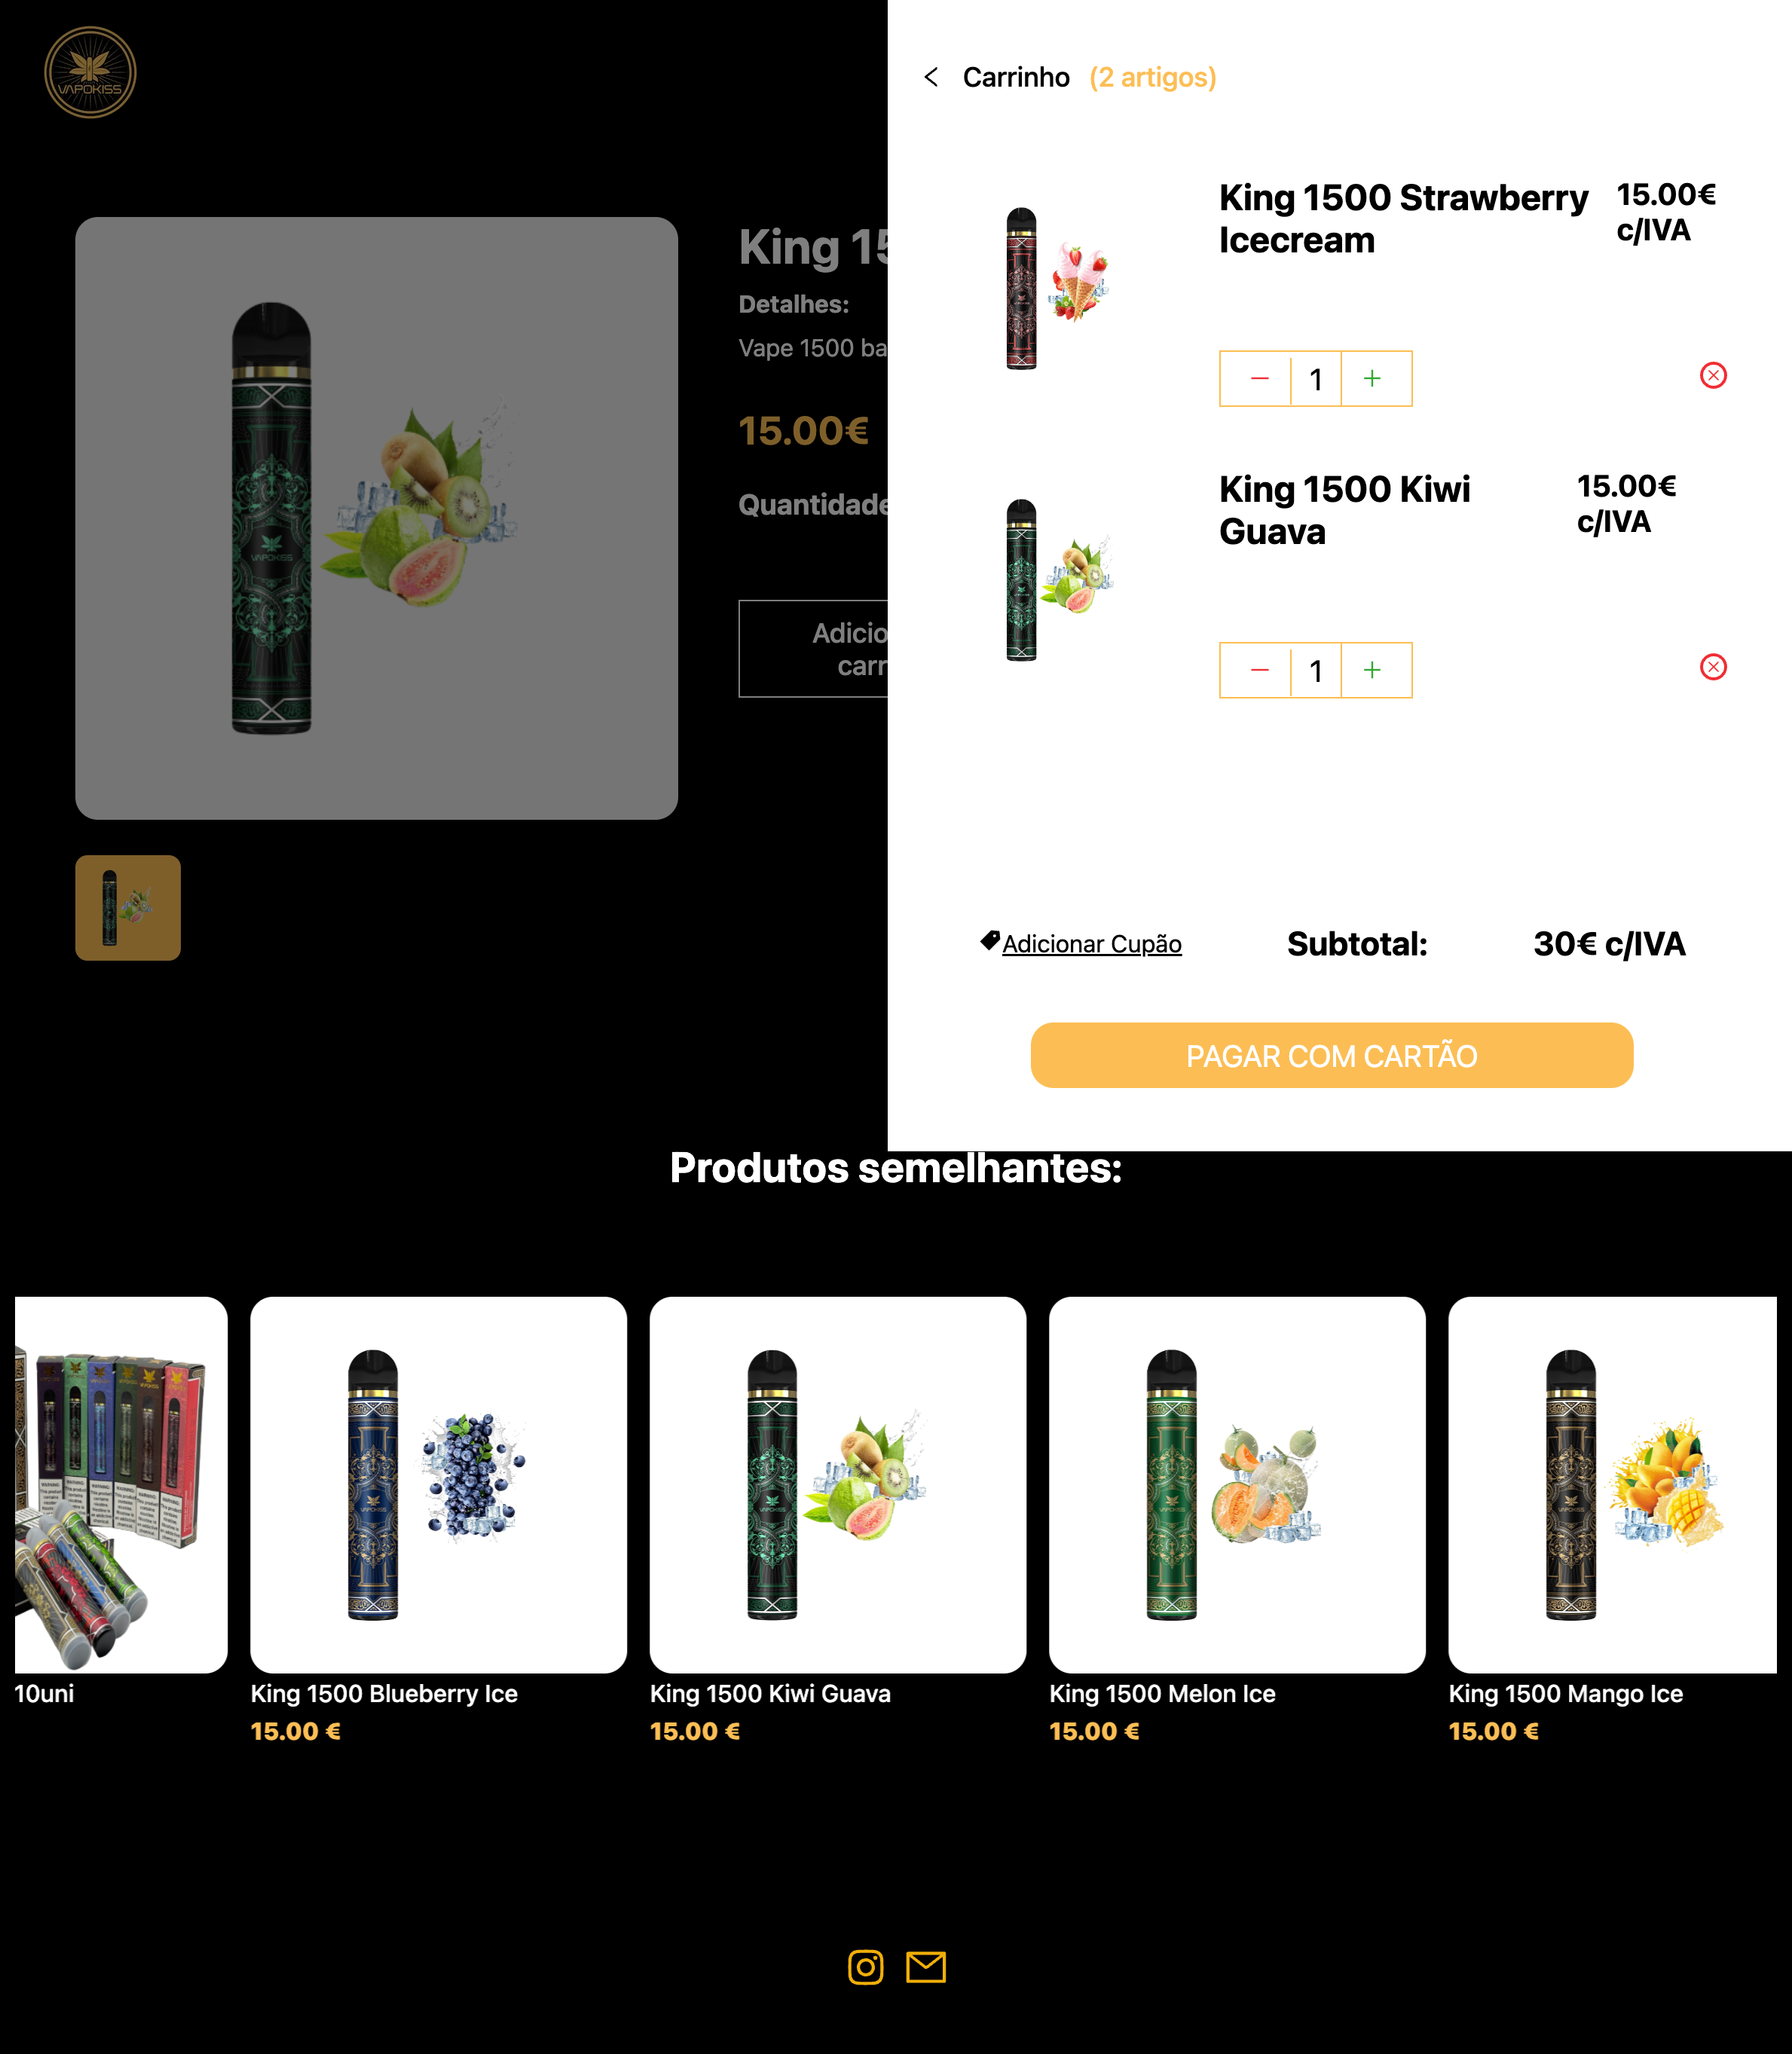 VAPOKISS
Carrinho (2 artigos)
King 1500 Strawberry
Icecream
15.00€
c/IVA
1
King 1500 Kiwi
Guava
15.00€
c/IVA
1
Adicionar Cupão
Subtotal:
30€ c/IVA
PAGAR COM CARTÃO
King 15
Detalhes:
Vape 1500 ba
15.00€
Quantidade
Adicio
carr
VAPOKISS
Produtos semelhantes:
10uni
King 1500 Blueberry Ice
15.00 €
King 1500 Kiwi Guava
15.00 €
King 1500 Melon Ice
15.00 €
King 1500 Mango Ice
15.00 €